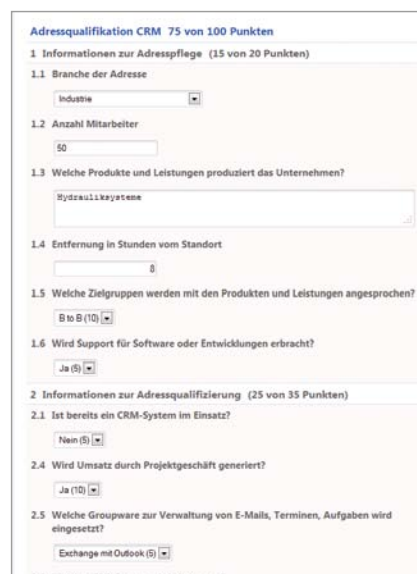 Adressqualifikation CRM 75 von 100 Punkten
1 Informationen zur Adresspflege (15 von 20 Punkten)
1.1 Branche der Adresse
Industrie
1.2 Anzahl Mitarbeiter
50
1.3 Welche Produkte und Leistungen produziert das Unternehmen?
Hydrauliksysteme
1.4 Entfernung in Stunden vom Standort
8
1.5 Welche Zielgruppen werden mit den Produkten und Leistungen angesprochen?
B to B (10)
1.6 Wird Support für Software oder Entwicklungen erbracht?
Ja (5)
2 Informationen zur Adressqualifizierung (25 von 35 Punkten)
2.1 Ist bereits ein CRM-System im Einsatz?
Nein (5)
2.4 Wird Umsatz durch Projektgeschäft generiert?
Ja (10)
2.5 Welche Groupware zur Verwaltung von E-Mails, Terminen, Aufgaben wird
eingesetzt?
Exchange mit Outlook (5)